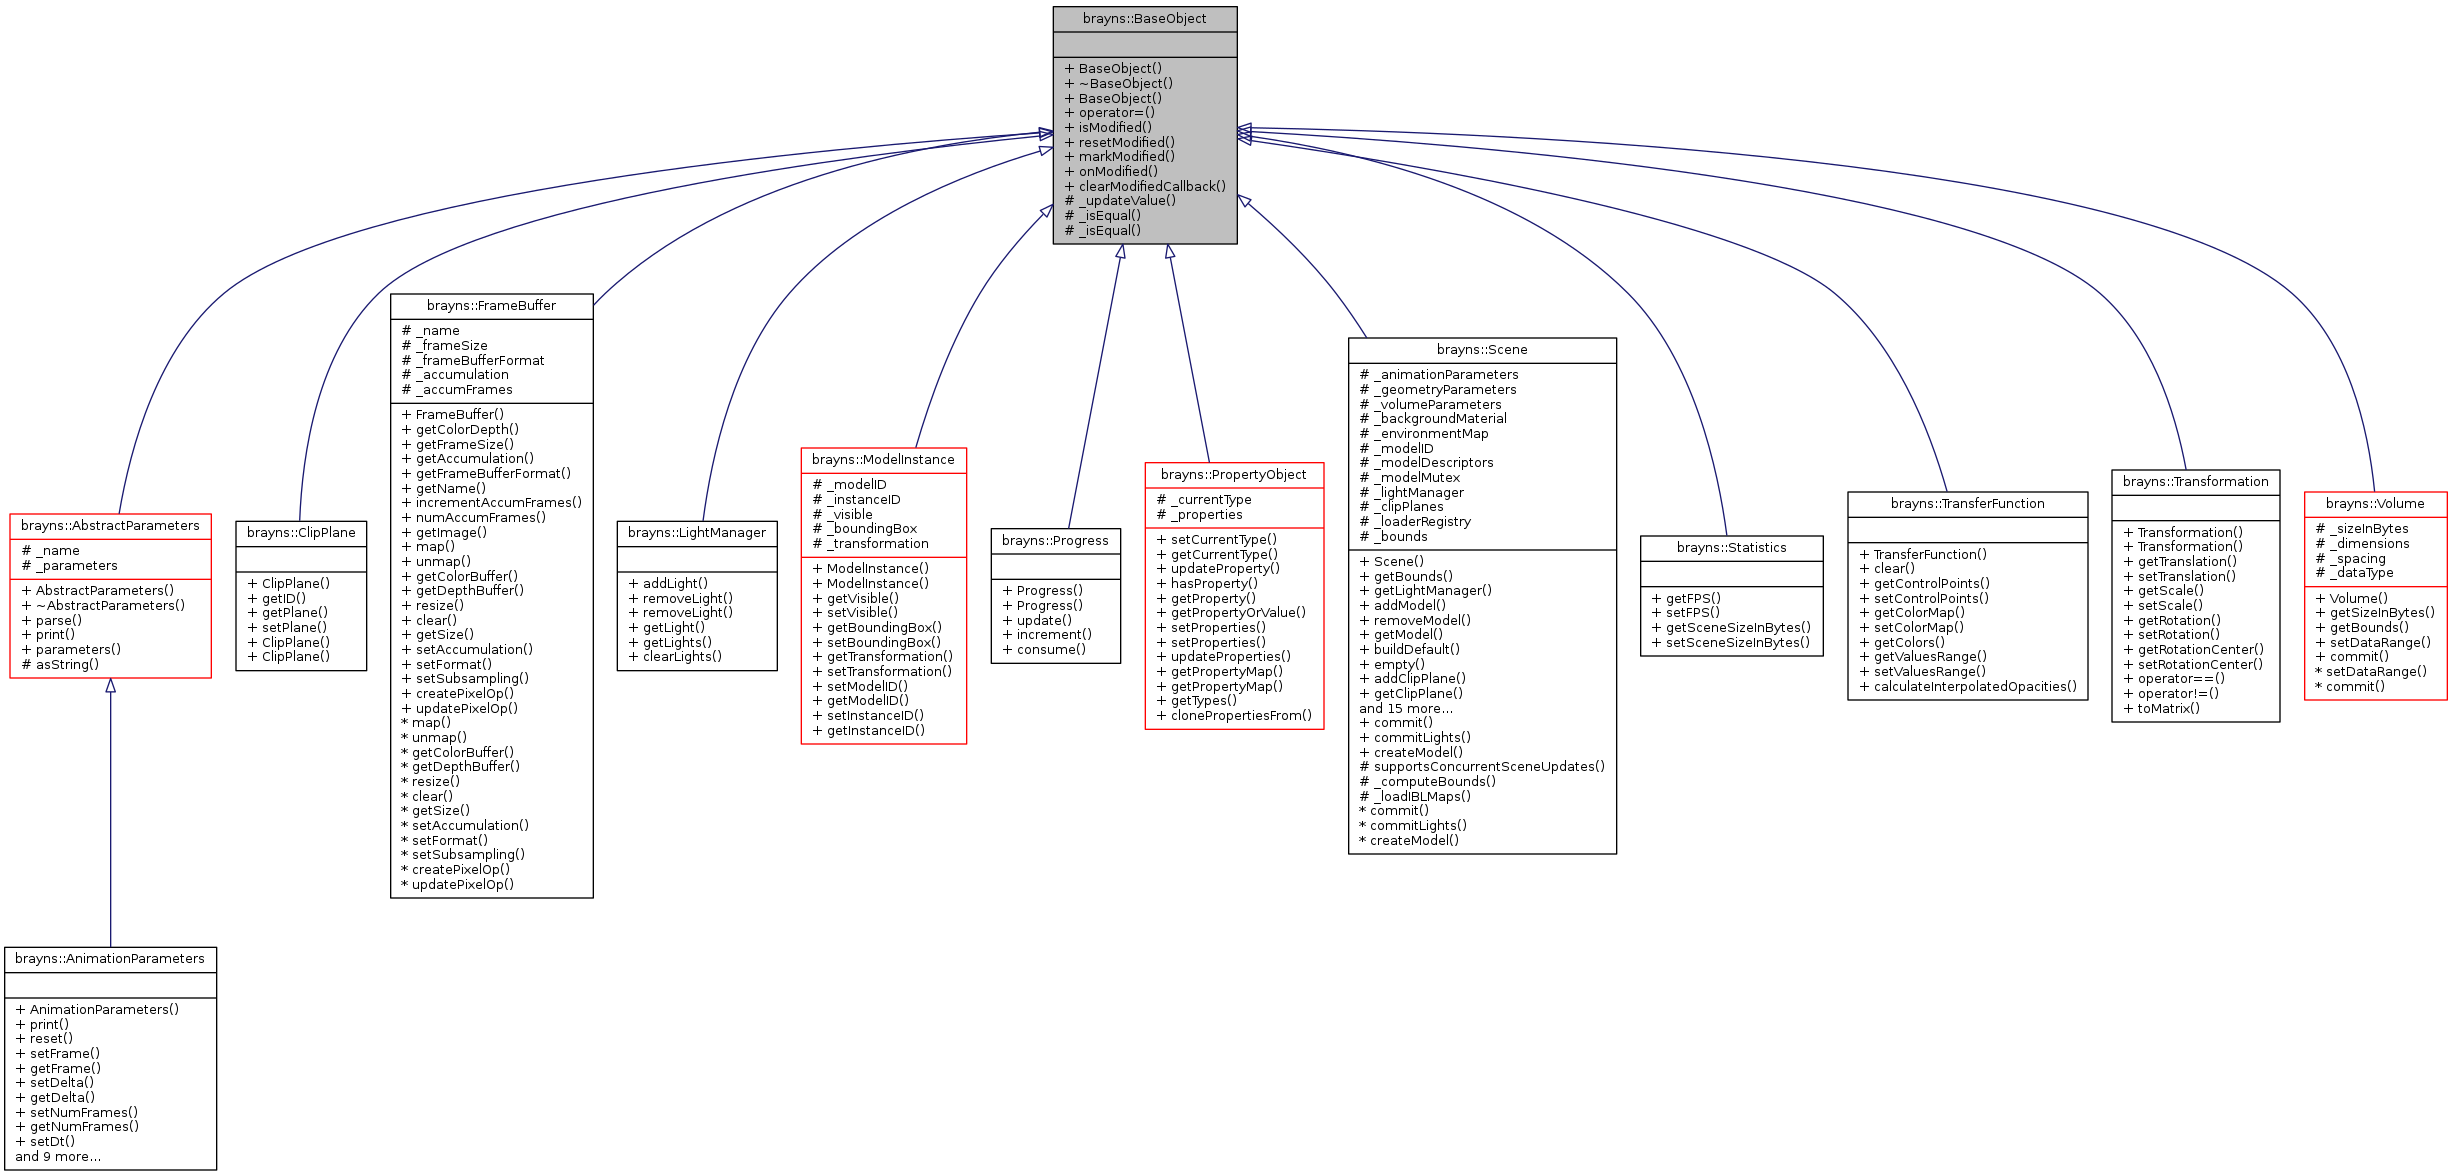 brayns::BaseObject
+ BaseObject()
+ ~BaseObject()
+ BaseObject()
+ operator=()
+ isModified()
+ resetModified()
+ markModified()
+ onModified()
+ clearModifiedCallback()
# _updateValue()
# _isEqual()
# _isEqual()
brayns::AbstractParameters
# _name
# _parameters
+ AbstractParameters()
+ ~AbstractParameters()
+ parse()
+ print()
+ parameters()
# asString()
brayns::ClipPlane
+ ClipPlane()
+ getID()
+ getPlane()
+ setPlane()
+ ClipPlane()
+ ClipPlane()
brayns::FrameBuffer
# _name
# _frameSize
# _frameBufferFormat
# _accumulation
# _accumFrames
+ FrameBuffer()
+ getColorDepth()
+ getFrameSize()
+ getAccumulation()
+ getFrameBufferFormat()
+ getName()
+ incrementAccumFrames()
+ numAccumFrames()
+ getImage()
+ map()
+ unmap()
+ getColorBuffer()
+ getDepthBuffer()
+ resize()
+ clear()
+ getSize()
+ setAccumulation()
+ setFormat()
+ setSubsampling()
+ createPixelOp()
+ updatePixelOp()
* map()
* unmap()
* getColorBuffer()
* getDepthBuffer()
* resize()
* clear()
* getSize()
* setAccumulation()
* setFormat()
* setSubsampling()
* createPixelOp()
* updatePixelOp()
brayns::LightManager
+ addLight()
+ removeLight()
+ removeLight()
+ getLight()
+ getLights()
+ clearLights()
brayns::ModelInstance
# _modelID
# _instanceID
# _visible
# _boundingBox
# _transformation
+ ModelInstance()
+ ModelInstance()
+ getVisible()
+ setVisible()
+ getBoundingBox()
+ setBoundingBox()
+ getTransformation()
+ setTransformation()
+ setModelID()
+ getModelID()
+ setInstanceID()
+ getInstanceID()
brayns::Progress
+ Progress()
+ Progress()
+ update()
+ increment()
+ consume()
brayns::PropertyObject
# _currentType
# _properties
+ setCurrentType()
+ getCurrentType()
+ updateProperty()
+ hasProperty()
+ getProperty()
+ getPropertyOrValue()
+ setProperties()
+ setProperties()
+ updateProperties()
+ getPropertyMap()
+ getPropertyMap()
+ getTypes()
+ clonePropertiesFrom()
brayns::Scene
# _animationParameters
# _geometryParameters
# _volumeParameters
# _backgroundMaterial
# _environmentMap
# _modelID
# _modelDescriptors
# _modelMutex
# _lightManager
# _clipPlanes
# _loaderRegistry
# _bounds
+ Scene()
+ getBounds()
+ getLightManager()
+ addModel()
+ removeModel()
+ getModel()
+ buildDefault()
+ empty()
+ addClipPlane()
+ getClipPlane()
and 15 more...
+ commit()
+ commitLights()
+ createModel()
# supportsConcurrentSceneUpdates()
# _computeBounds()
# _loadIBLMaps()
* commit()
* commitLights()
* createModel()
brayns::Statistics
+ getFPS()
+ setFPS()
+ getSceneSizeInBytes()
+ setSceneSizeInBytes()
brayns::TransferFunction
+ TransferFunction()
+ clear()
+ getControlPoints()
+ setControlPoints()
+ getColorMap()
+ setColorMap()
+ getColors()
+ getValuesRange()
+ setValuesRange()
+ calculateInterpolatedOpacities()
brayns::Transformation
+ Transformation()
+ Transformation()
+ getTranslation()
+ setTranslation()
+ getScale()
+ setScale()
+ getRotation()
+ setRotation()
+ getRotationCenter()
+ setRotationCenter()
+ operator==()
+ operator!=()
+ toMatrix()
brayns::Volume
# _sizeInBytes
# _dimensions
# _spacing
# _dataType
+ Volume()
+ getSizeInBytes()
+ getBounds()
+ setDataRange()
+ commit()
* setDataRange()
* commit()
brayns::AnimationParameters
+ AnimationParameters()
+ print()
+ reset()
+ setFrame()
+ getFrame()
+ setDelta()
+ getDelta()
+ setNumFrames()
+ getNumFrames()
+ setDt()
and 9 more...